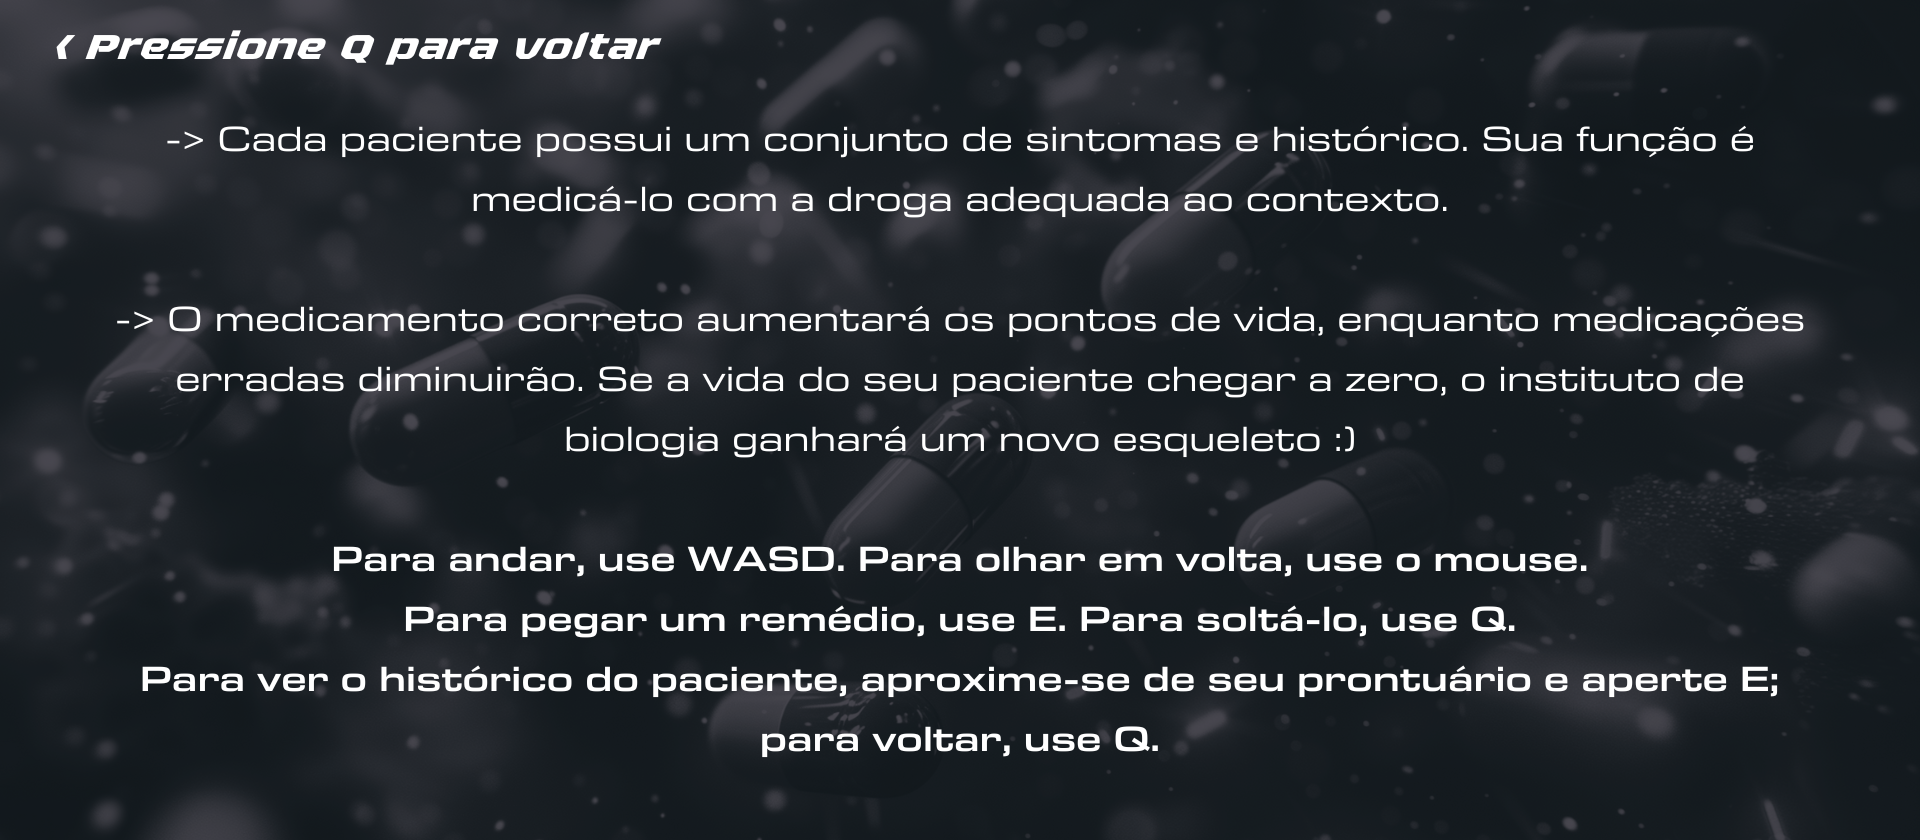 ‹ Pressione Q para voltar
-> Cada paciente possui um conjunto de sintomas e histórico. Sua função é
medicá-lo com a droga adequada ao contexto.
-> O medicamento correto aumentará os pontos de vida, enquanto medicações
erradas diminuirão. Se a vida do seu paciente chegar a zero, o instituto de
biologia ganhará um novo esqueleto :)
Para andar, use WASD. Para olhar em volta, use o mouse.
Para pegar um remédio, use E. Para soltá-lo, use Q.
Para ver o histórico do paciente, aproxime-se de seu prontuário e aperte E;
para voltar, use Q.